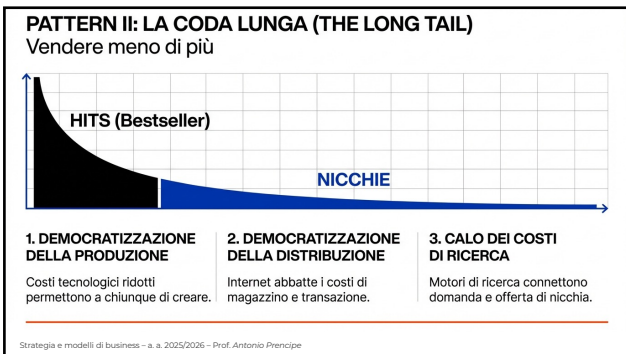 PATTERN II: LA CODA LUNGA (THE LONG TAIL)
Vendere meno di più
HITS (Bestseller)
NICCHIE
1. DEMOCRATIZZAZIONE
DELLA PRODUZIONE
Costi tecnologici ridotti
permettono a chiunque di creare.
2. DEMOCRATIZZAZIONE
DELLA DISTRIBUZIONE
Internet abbatte i costi di
magazzino e transazione.
3. CALO DEI COSTI
DI RICERCA
Motori di ricerca connettono
domanda e offerta di nicchia.
Strategia e modelli di business – a. a. 2025/2026 – Prof. Antonio Prencipe